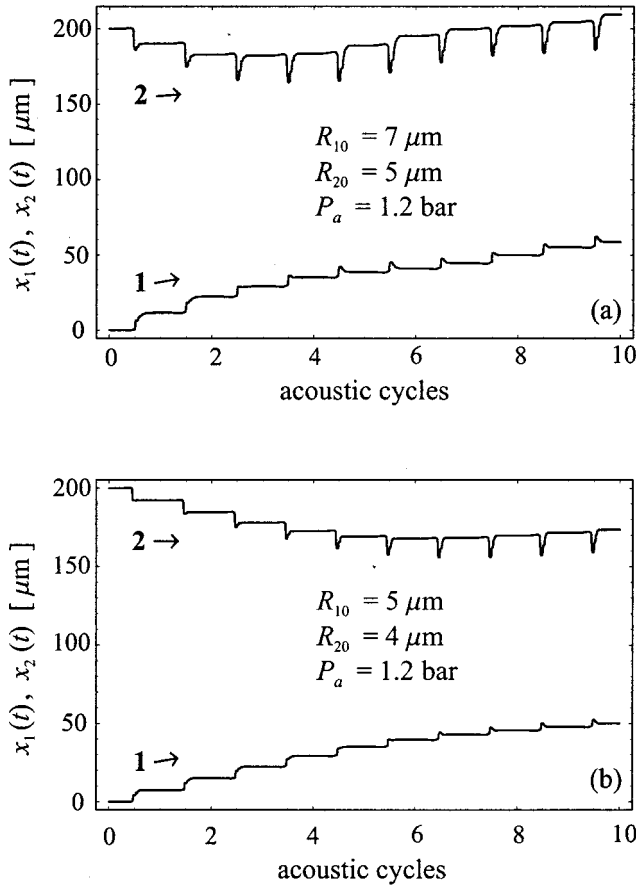 200
150
100
50
0
x₁(t), x₂(t) [ μm ]
2 →
R₁₀ = 7 μm
R₂₀ = 5 μm
Pₐ = 1.2 bar
1 →
(a)
0 2 4 6 8 10
acoustic cycles
200
150
100
50
0
x₁(t), x₂(t) [ μm ]
2 →
R₁₀ = 5 μm
R₂₀ = 4 μm
Pₐ = 1.2 bar
1 →
(b)
0 2 4 6 8 10
acoustic cycles